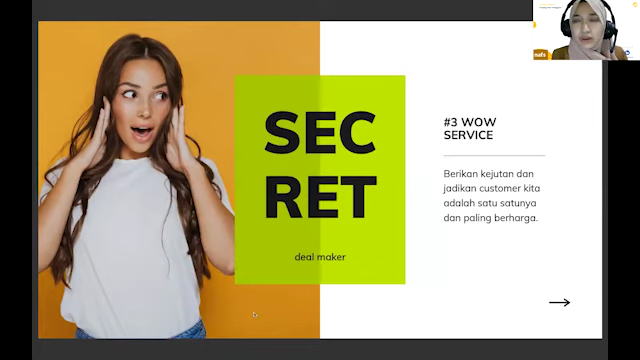 SEC
RET
deal maker
#3 WOW
SERVICE
Berikan kejutan dan
jadikan customer kita
adalah satu satunya
dan paling berharga.